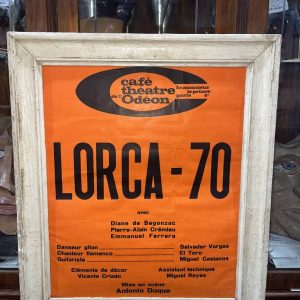 café
théâtre
de l'Odéon
LORCA - 70
avec
Diane de Segonzac
Pierre-Alain Crémieu
Emmanuel Ferrero
Danseur gitan Salvador Vargas
Chanteur flamenco El Toro
Guitariste Miguel Castanos
Eléments de décor Assistant technique
Vicente Criado Miguel Reyes
Mise en scène
Antonio Duque